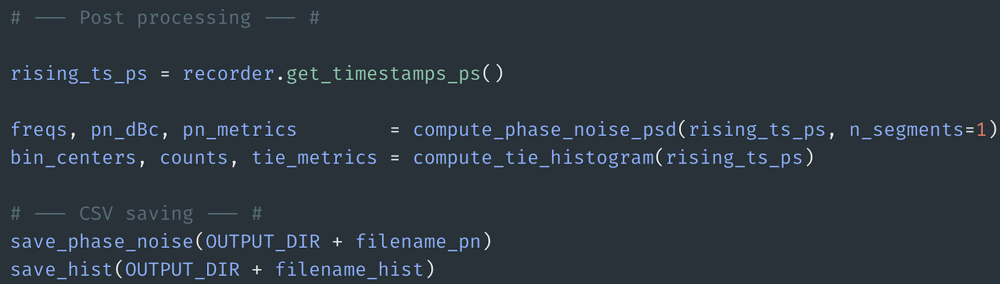 # --- Post processing --- #
rising_ts_ps = recorder.get_timestamps_ps()
freqs, pn_dBc, pn_metrics        = compute_phase_noise_psd(rising_ts_ps, n_segments=1)
bin_centers, counts, tie_metrics = compute_tie_histogram(rising_ts_ps)
# --- CSV saving --- #
save_phase_noise(OUTPUT_DIR + filename_pn)
save_hist(OUTPUT_DIR + filename_hist)